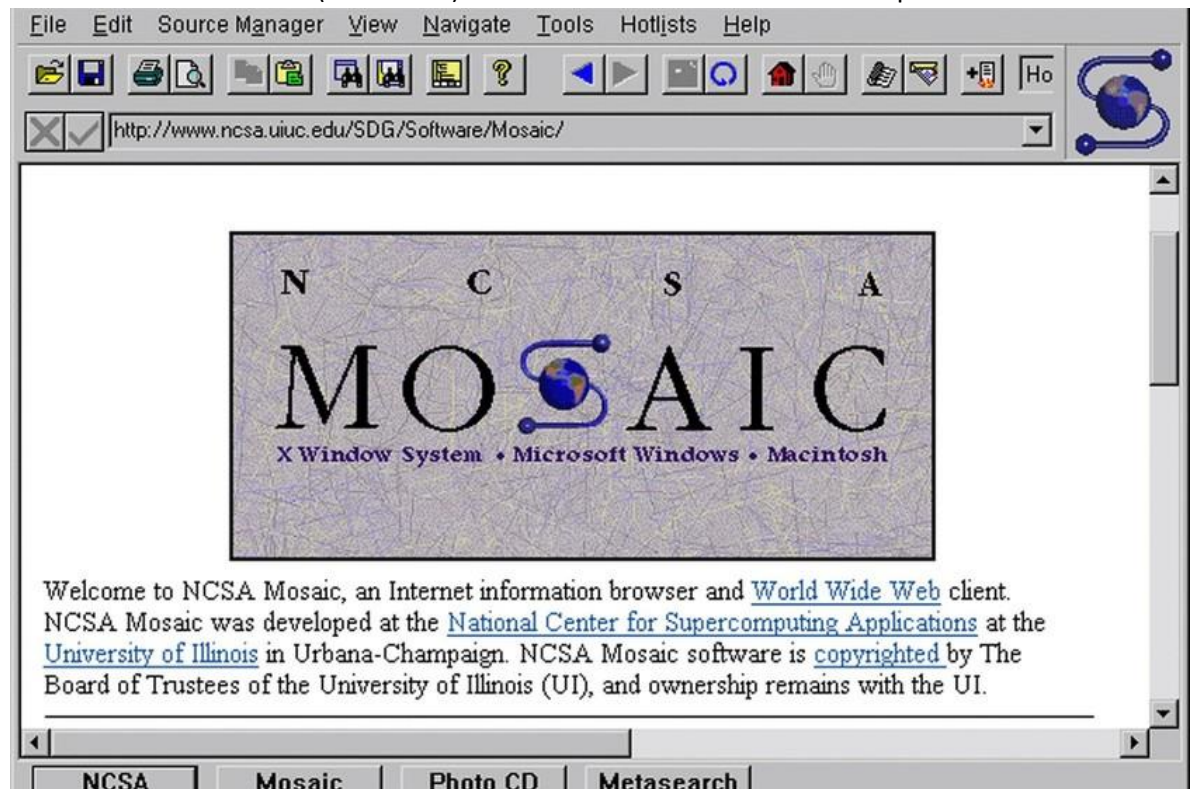 File Edit Source Manager View Navigate Tools Hotlists Help
Ho
http://www.ncsa.uiuc.edu/SDG/Software/Mosaic/
N C S A
MOSAIC
X Window System • Microsoft Windows • Macintosh
Welcome to NCSA Mosaic, an Internet information browser and World Wide Web client.
NCSA Mosaic was developed at the National Center for Supercomputing Applications at the
University of Illinois in Urbana-Champaign. NCSA Mosaic software is copyrighted by The
Board of Trustees of the University of Illinois (UI), and ownership remains with the UI.
NCSA Mosaic Photo CD Metasearch